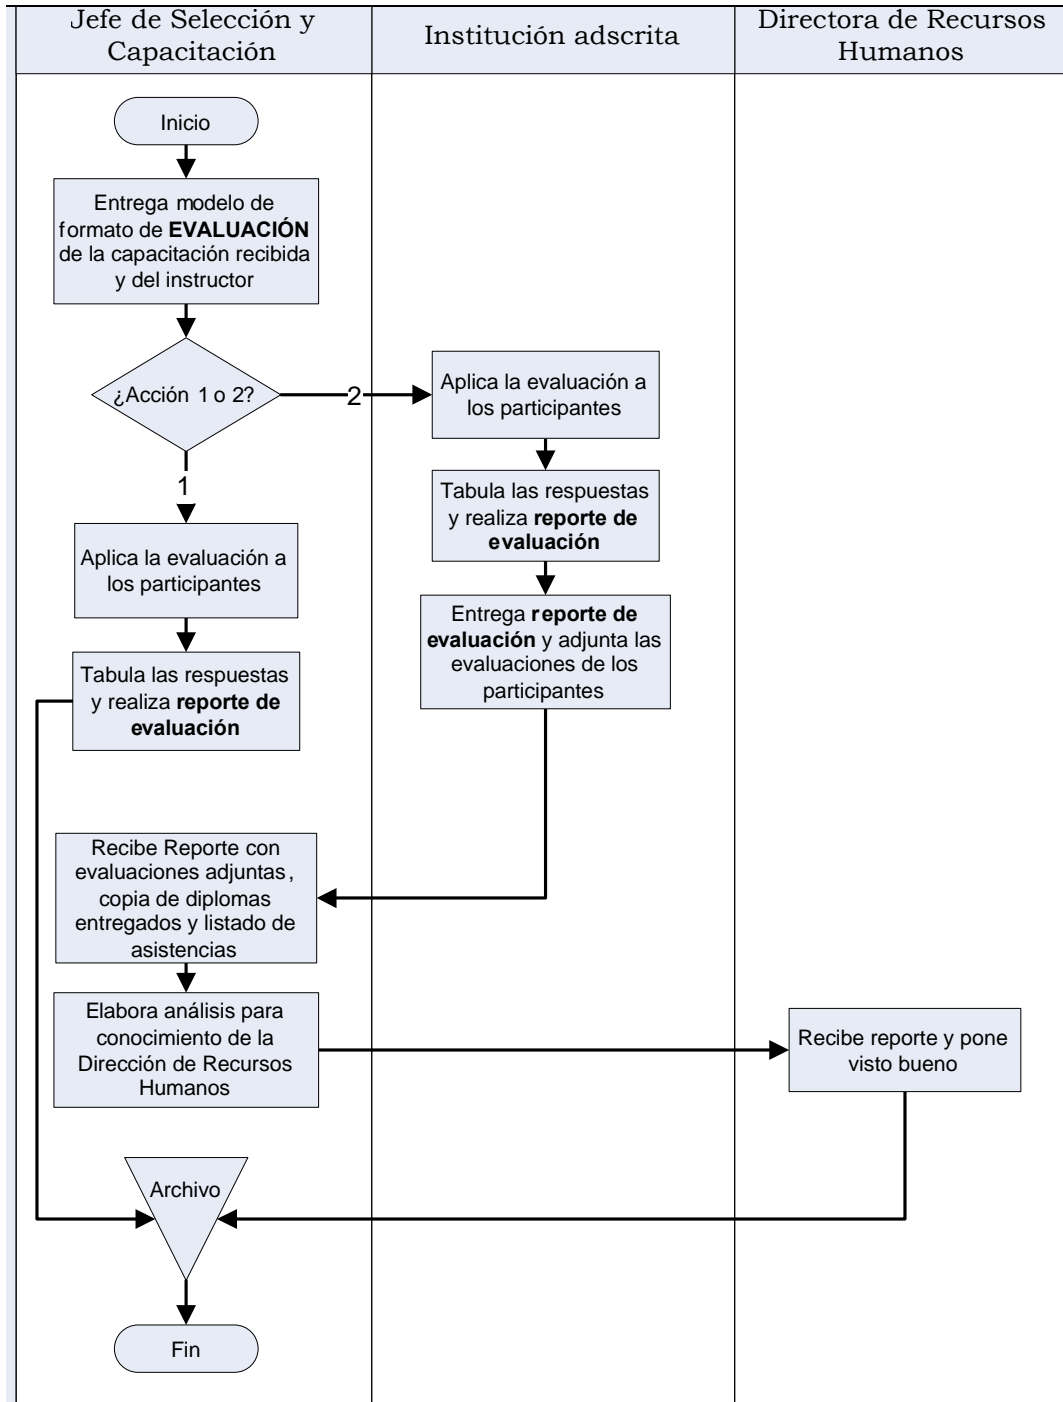 Jefe de Selección y
Capacitación
Institución adscrita
Directora de Recursos
Humanos
Inicio
Entrega modelo de
formato de EVALUACIÓN
de la capacitación recibida
y del instructor
¿Acción 1 o 2?
2
1
Aplica la evaluación a
los participantes
Tabula las respuestas
y realiza reporte de
evaluación
Entrega reporte de
evaluación y adjunta las
evaluaciones de los
participantes
Aplica la evaluación a
los participantes
Tabula las respuestas
y realiza reporte de
evaluación
Recibe Reporte con
evaluaciones adjuntas,
copia de diplomas
entregados y listado de
asistencias
Elabora análisis para
conocimiento de la
Dirección de Recursos
Humanos
Recibe reporte y pone
visto bueno
Archivo
Fin